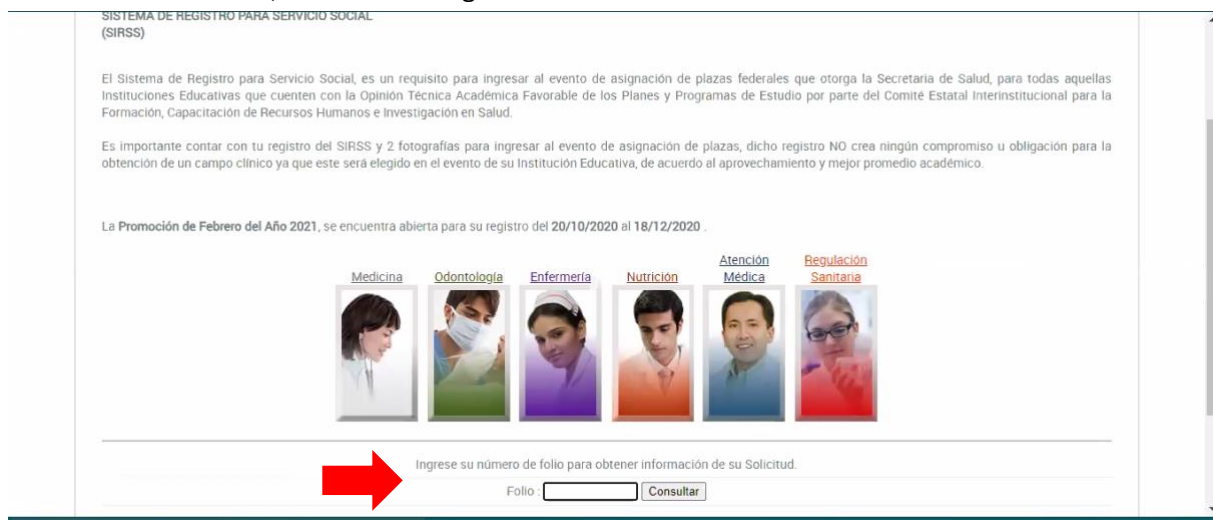 SISTEMA DE REGISTRO PARA SERVICIO SOCIAL
(SIRSS)
El Sistema de Registro para Servicio Social, es un requisito para ingresar al evento de asignación de plazas federales que otorga la Secretaria de Salud, para todas aquellas
Instituciones Educativas que cuenten con la Opinión Técnica Académica Favorable de los Planes y Programas de Estudio por parte del Comité Estatal Interinstitucional para la
Formación, Capacitación de Recursos Humanos e Investigación en Salud.
Es importante contar con tu registro del SIRSS y 2 fotografías para ingresar al evento de asignación de plazas, dicho registro NO crea ningún compromiso u obligación para la
obtención de un campo clínico ya que este será elegido en el evento de su Institución Educativa, de acuerdo al aprovechamiento y mejor promedio académico.
La Promoción de Febrero del Año 2021, se encuentra abierta para su registro del 20/10/2020 al 18/12/2020 .
Medicina Odontología Enfermería Nutrición Atención Médica Regulación Sanitaria
Ingrese su número de folio para obtener información de su Solicitud.
Folio : Consultar